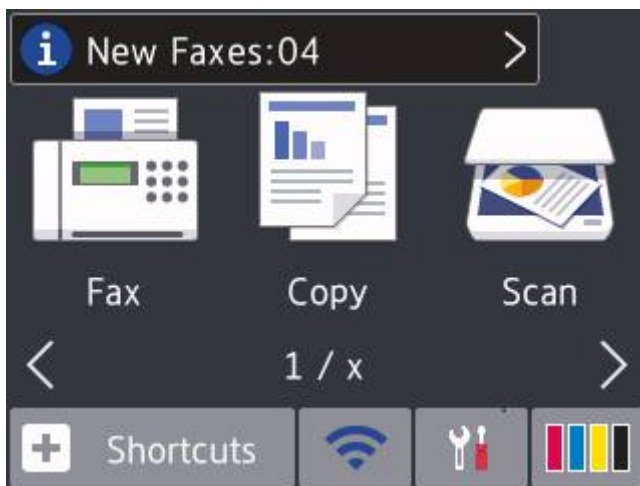 i New Faxes:04 >
Fax Copy Scan
< 1 / x >
+ Shortcuts